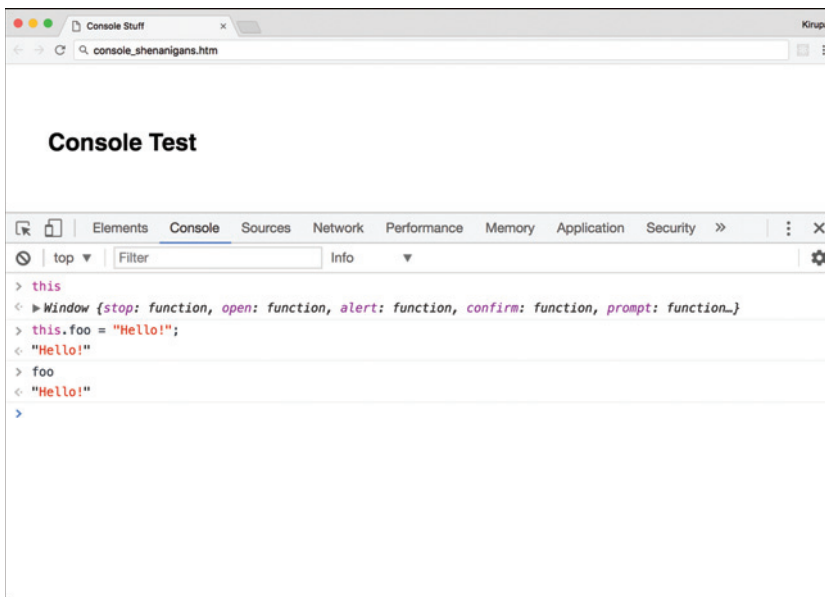 Console Stuff
Kirupa
console_shenanigans.htm
Console Test
Elements Console Sources Network Performance Memory Application Security »
top ▼ Filter Info ▼
> this
Window {stop: function, open: function, alert: function, confirm: function, prompt: function…}
> this.foo = "Hello!";
"Hello!"
> foo
"Hello!"
>